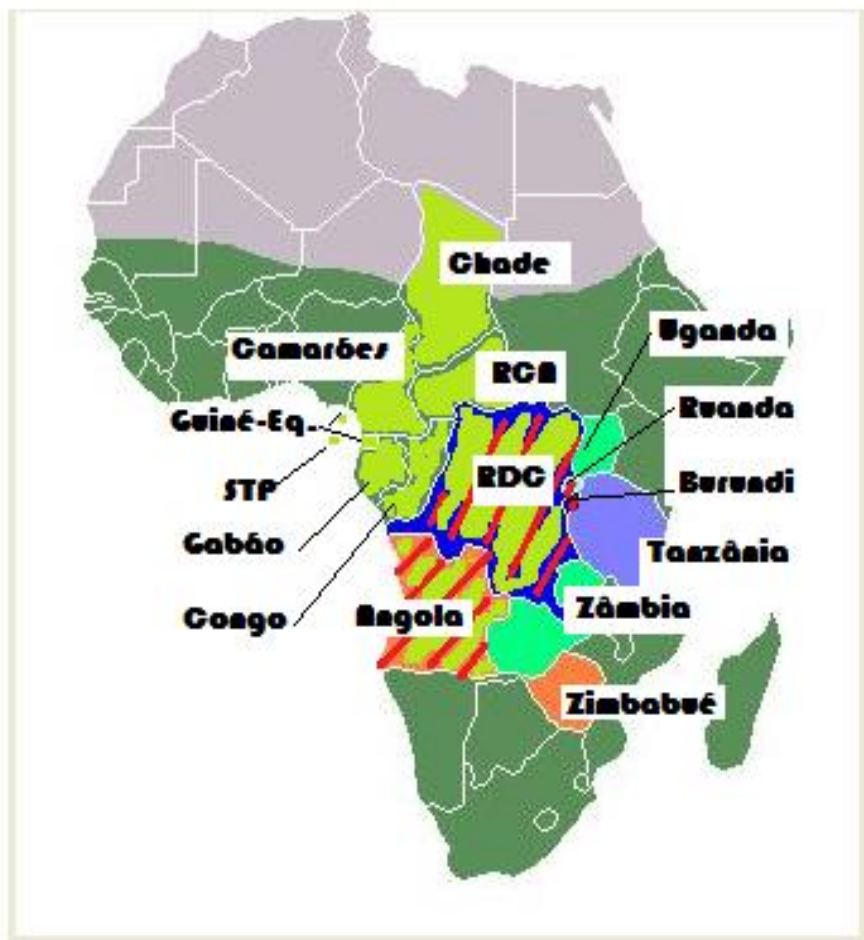 Chade
Camarões
Uganda
RCA
Ruanda
Guiné-Eq.
RDC
STP
Burundi
Gabão
Tanzânia
Congo
Angola
Zâmbia
Zimbabué